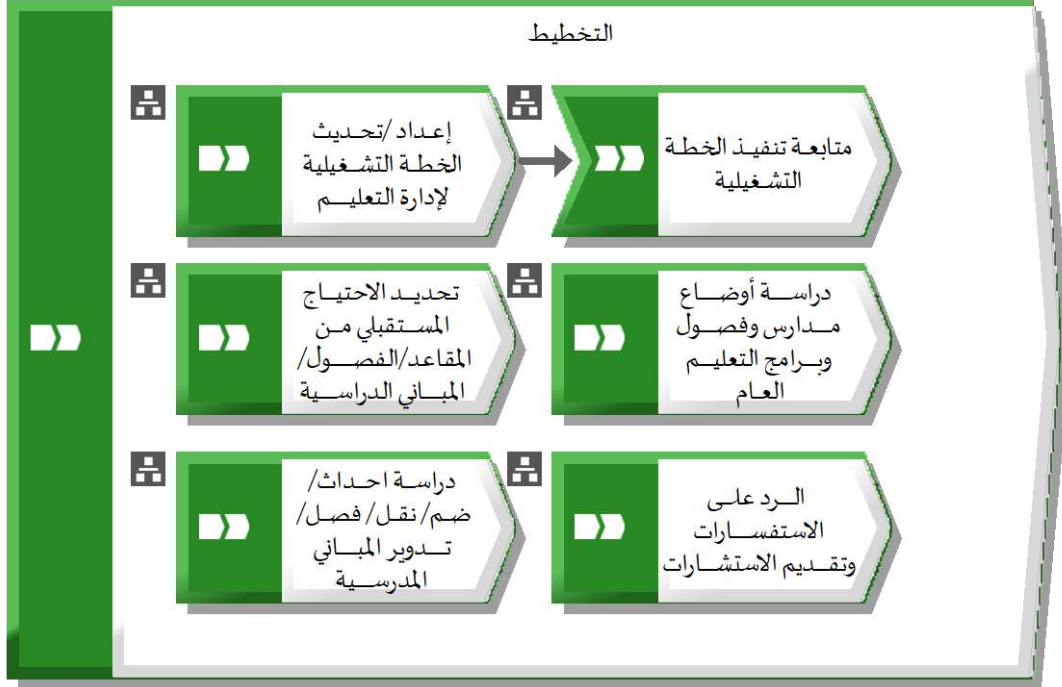 التخطيط
إعداد /تحديث
الخطة التشغيلية
لإدارة التعليم
متابعة تنفيذ الخطة
التشغيلية
تحديد الاحتياج
المستقبلي من
المقاعد/الفصول/
المباني الدراسية
دراسة أوضاع
مدارس وفصول
وبرامج التعليم
العام
دراسة احداث/
ضم/ نقل/ فصل/
تدوير المباني
المدرسية
الرد على
الاستفسارات
وتقديم الاستشارات